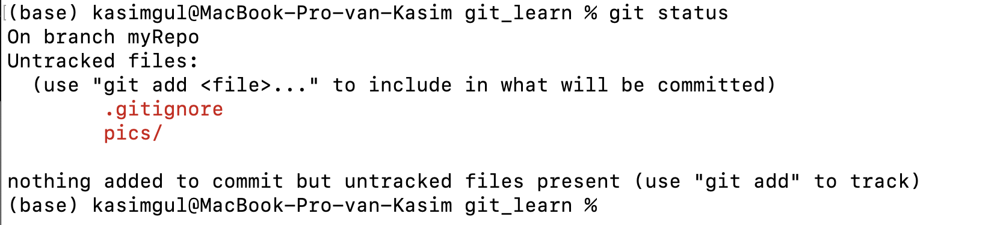 (base) kasimgul@MacBook-Pro-van-Kasim git_learn % git status
On branch myRepo
Untracked files:
  (use "git add <file>..." to include in what will be committed)
        .gitignore
        pics/

nothing added to commit but untracked files present (use "git add" to track)
(base) kasimgul@MacBook-Pro-van-Kasim git_learn %